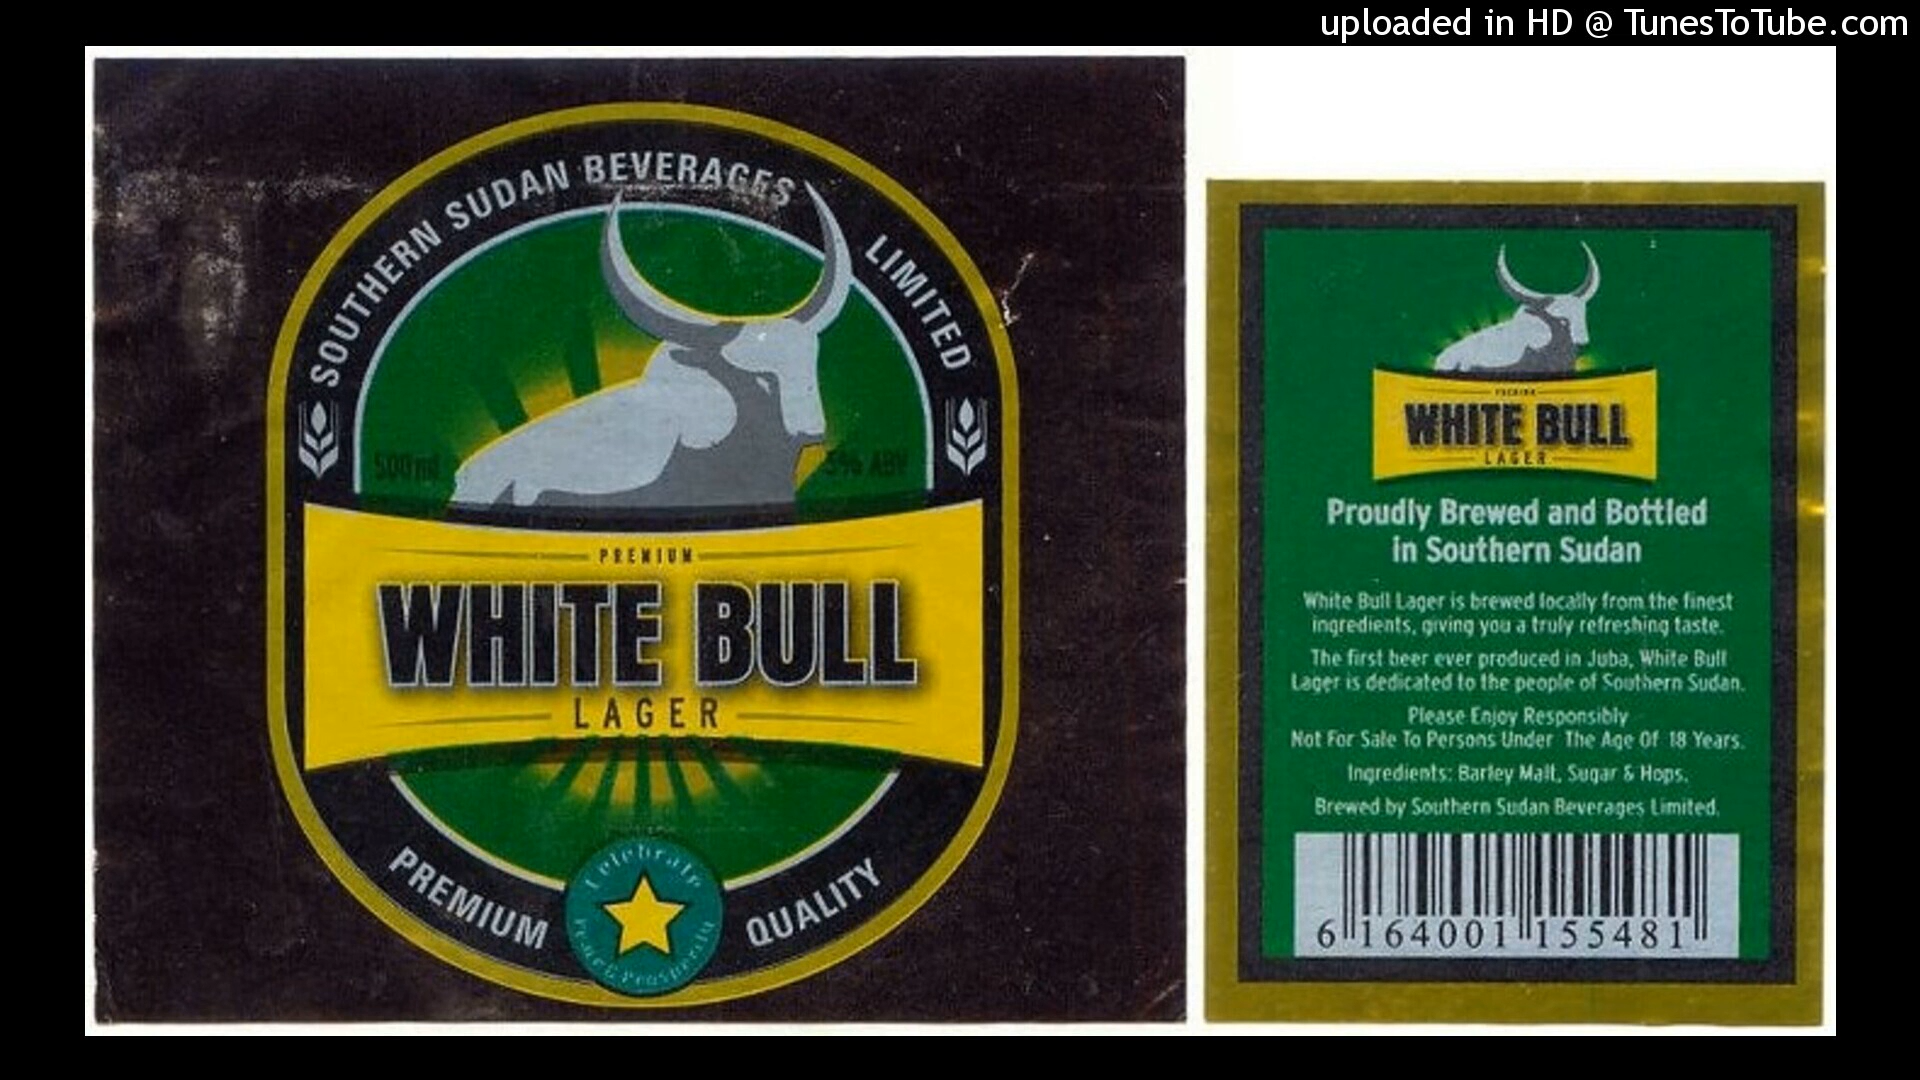 uploaded in HD @ TunesToTube.com
SOUTHERN SUDAN BEVERAGES LIMITED
500 ml
5% ABV
PREMIUM
WHITE BULL
LAGER
PREMIUM QUALITY
Celebrate
Peace & Prosperity
PREMIUM
WHITE BULL
LAGER
Proudly Brewed and Bottled
in Southern Sudan
White Bull Lager is brewed locally from the finest
ingredients, giving you a truly refreshing taste.
The first beer ever produced in Juba, White Bull
Lager is dedicated to the people of Southern Sudan.
Please Enjoy Responsibly
Not For Sale To Persons Under The Age Of 18 Years.
Ingredients: Barley Malt, Sugar & Hops.
Brewed by Southern Sudan Beverages Limited.
6 164001 155481